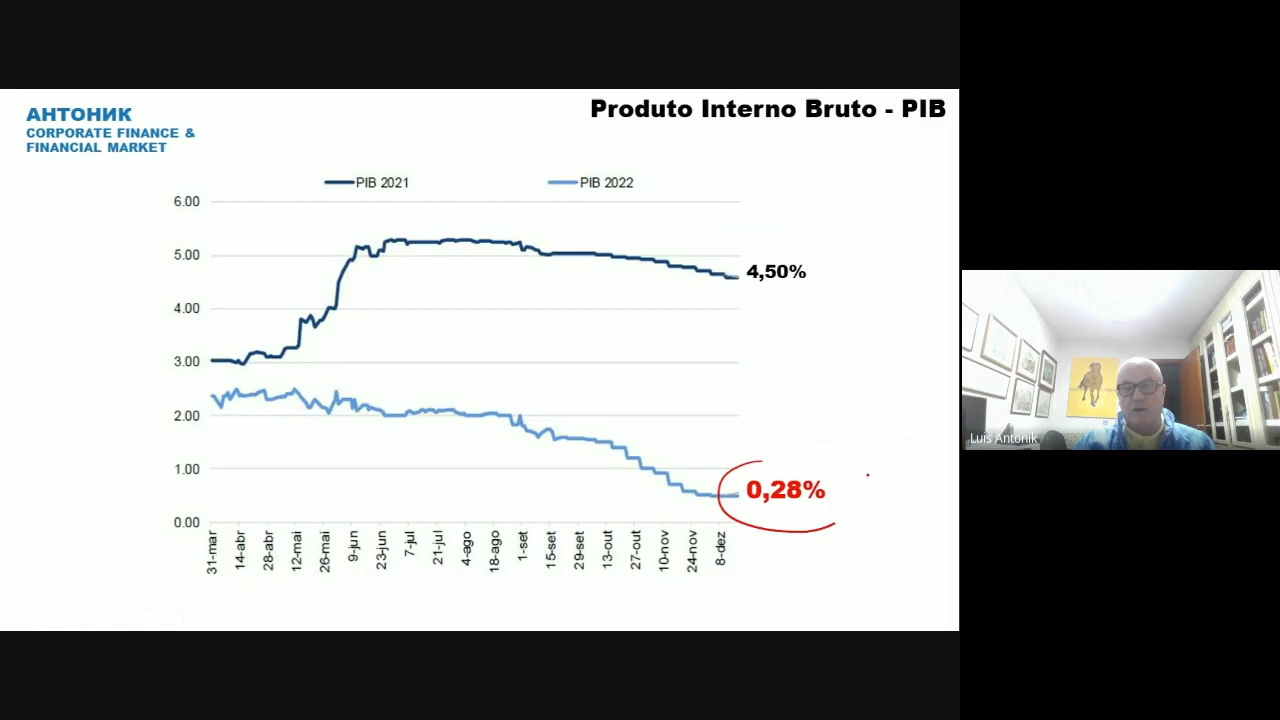 АНТОНИК
CORPORATE FINANCE &
FINANCIAL MARKET
Produto Interno Bruto - PIB
PIB 2021
PIB 2022
6.00
5.00
4.00
3.00
2.00
1.00
0.00
4,50%
0,28%
31-mar
14-abr
28-abr
12-mai
26-mai
9-jun
23-jun
7-jul
21-jul
4-ago
18-ago
1-set
15-set
29-set
13-out
27-out
10-nov
24-nov
8-dez
Luis Antonik